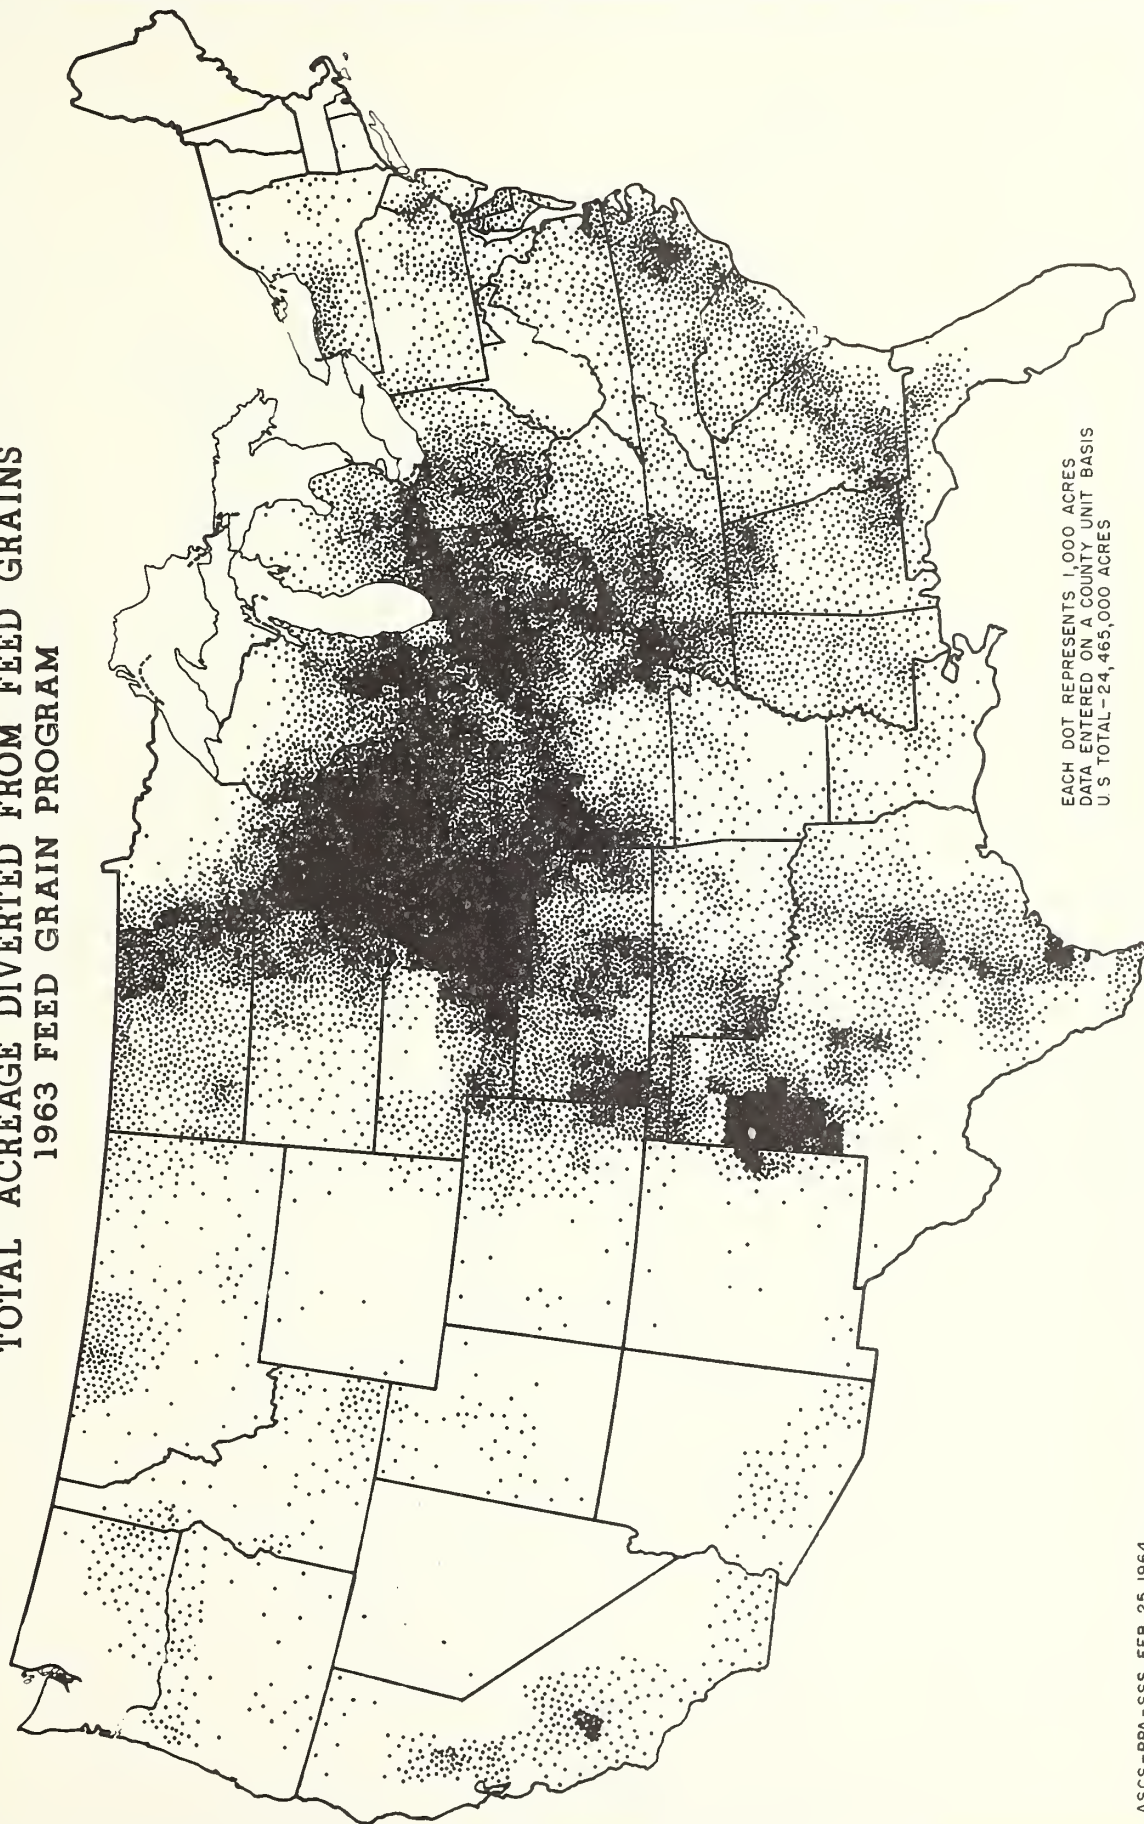 TOTAL ACREAGE DIVERTED FROM FEED GRAINS
1963 FEED GRAIN PROGRAM
EACH DOT REPRESENTS 1,000 ACRES
DATA ENTERED ON A COUNTY UNIT BASIS
U.S TOTAL-24,465,000 ACRES
ASCS-PPA-SSS FEB. 25, 1964